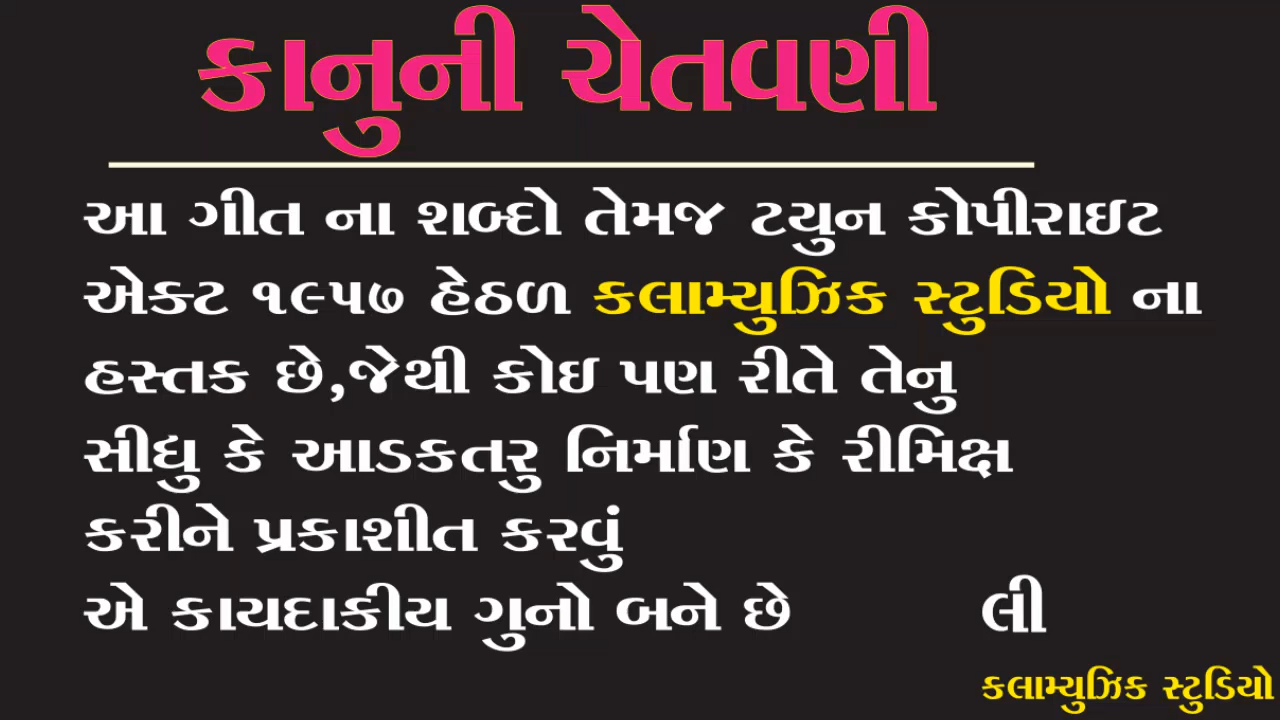 કાનુની ચેતવણી
આ ગીત ના શબ્દો તેમજ ટયુન કોપીરાઇટ
એક્ટ ૧૯૫૭ હેઠળ કલામ્યુઝિક સ્ટુડિયો ના
હસ્તક છે,જેથી કોઇ પણ રીતે તેનુ
સીધુ કે આડકતરુ નિર્માણ કે રીમિક્ષ
કરીને પ્રકાશીત કરવું
એ કાયદાકીય ગુનો બને છે લી
કલામ્યુઝિક સ્ટુડિયો